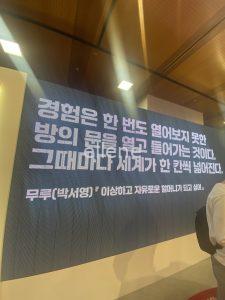 경험은 한 번도 열어보지 못한
방의 문을 열고 들어가는 것이다.
그때마다 세계가 한 칸씩 넓어진다.
무루(박서영)『이상하고 자유로운 할머니가 되고 싶어』